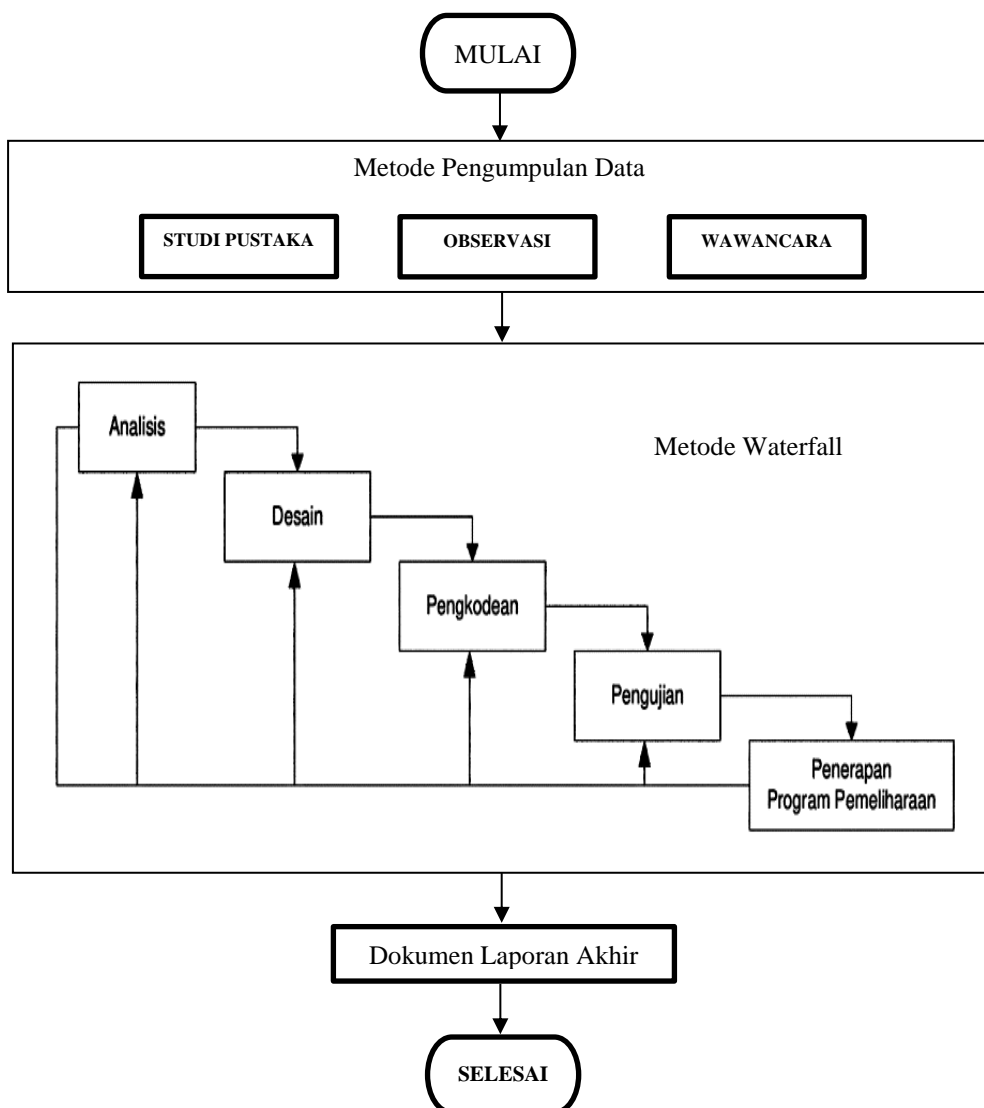 MULAI
Metode Pengumpulan Data
STUDI PUSTAKA
OBSERVASI
WAWANCARA
Analisis
Metode Waterfall
Desain
Pengkodean
Pengujian
Penerapan
Program Pemeliharaan
Dokumen Laporan Akhir
SELESAI